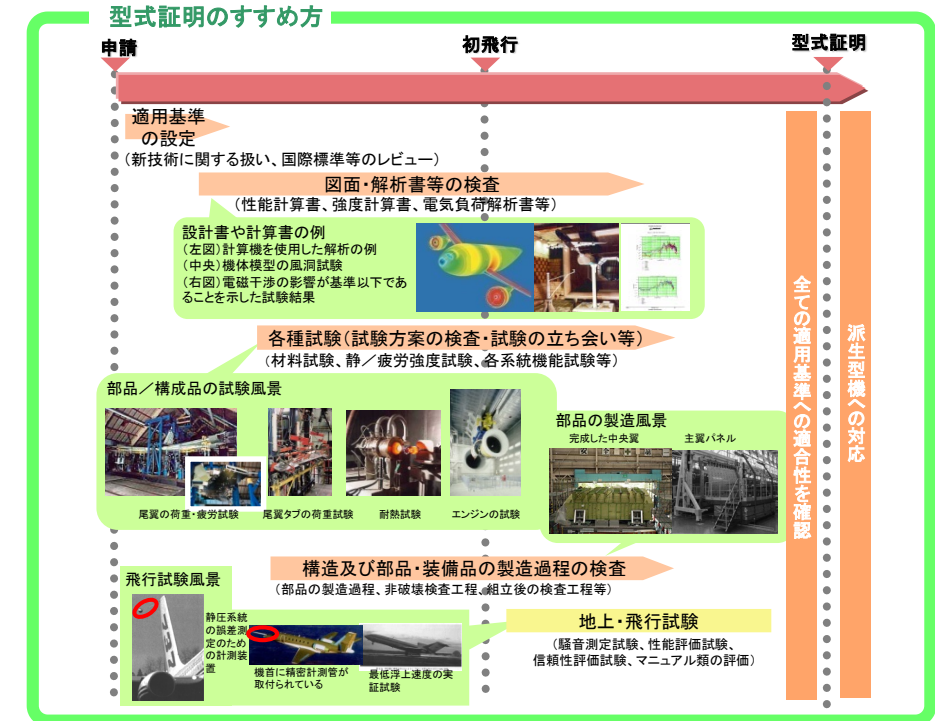 型式証明のすすめ方
申請
初飛行
型式証明
適用基準
の設定
（新技術に関する扱い、国際標準等のレビュー）
図面・解析書等の検査
（性能計算書、強度計算書、電気負荷解析書等）
設計書や計算書の例
（左図）計算機を使用した解析の例
（中央）機体模型の風洞試験
（右図）電磁干渉の影響が基準以下であ
ることを示した試験結果
各種試験（試験方案の検査・試験の立ち会い等）
（材料試験、静／疲労強度試験、各系統機能試験等）
部品／構成品の試験風景
尾翼の荷重・疲労試験
尾翼タブの荷重試験
耐熱試験
エンジンの試験
部品の製造風景
完成した中央翼
主翼パネル
構造及び部品・装備品の製造過程の検査
（部品の製造過程、非破壊検査工程、組立後の検査工程等）
飛行試験風景
静圧系統
の誤差測
定のため
の計測装
置
機首に精密計測管が
取付られている
最低浮上速度の実
証試験
地上・飛行試験
（騒音測定試験、性能評価試験、
信頼性評価試験、マニュアル類の評価）
全ての適用基準への適合性を確認
派生型機への対応